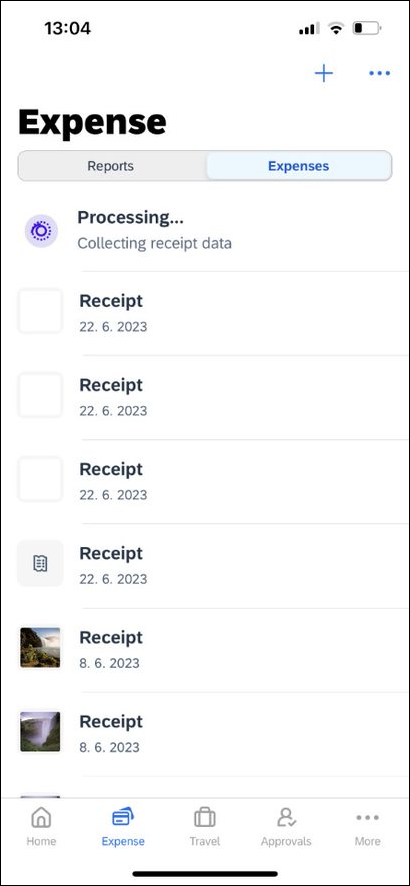 13:04
Expense
Reports
Expenses
Processing...
Collecting receipt data
Receipt
22. 6. 2023
Receipt
22. 6. 2023
Receipt
22. 6. 2023
Receipt
22. 6. 2023
Receipt
8. 6. 2023
Receipt
8. 6. 2023
Home
Expense
Travel
Approvals
More